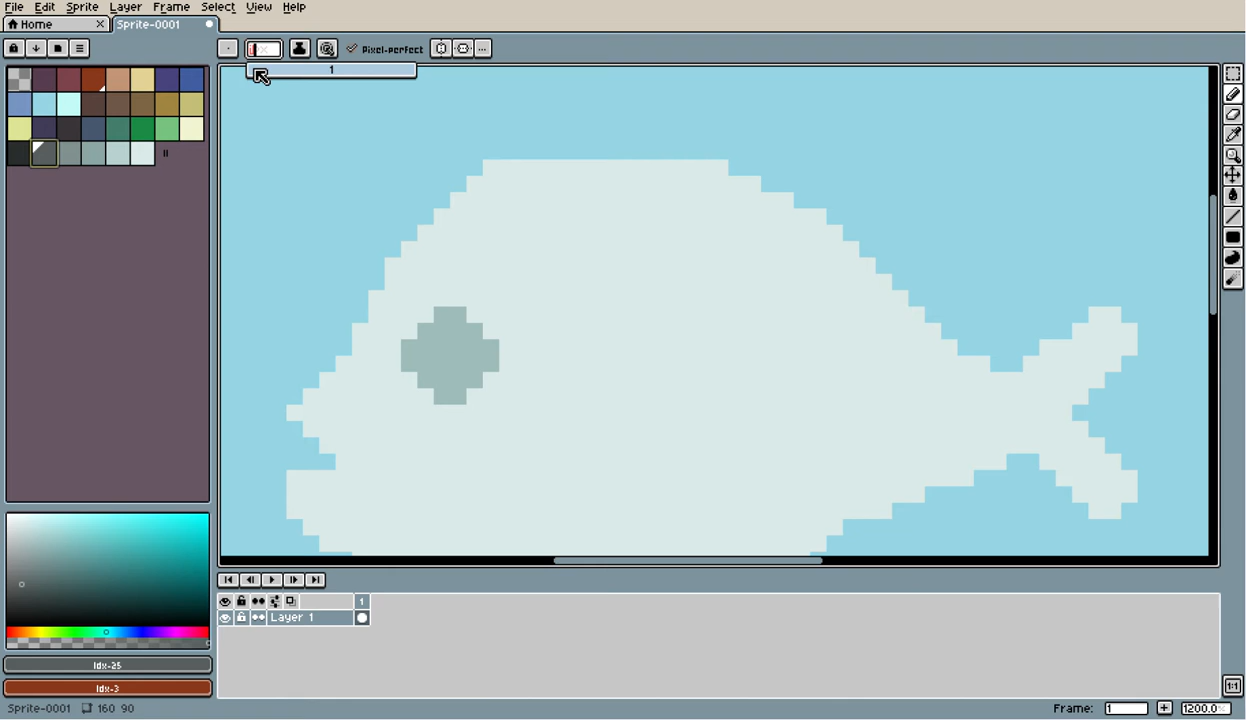 File Edit Sprite Layer Frame Select View Help
Home Sprite-0001
Pixel-perfect
1
1
Layer 1
Idx-25
Idx-3
Sprite-0001 160 90 Frame: 1 1200.0